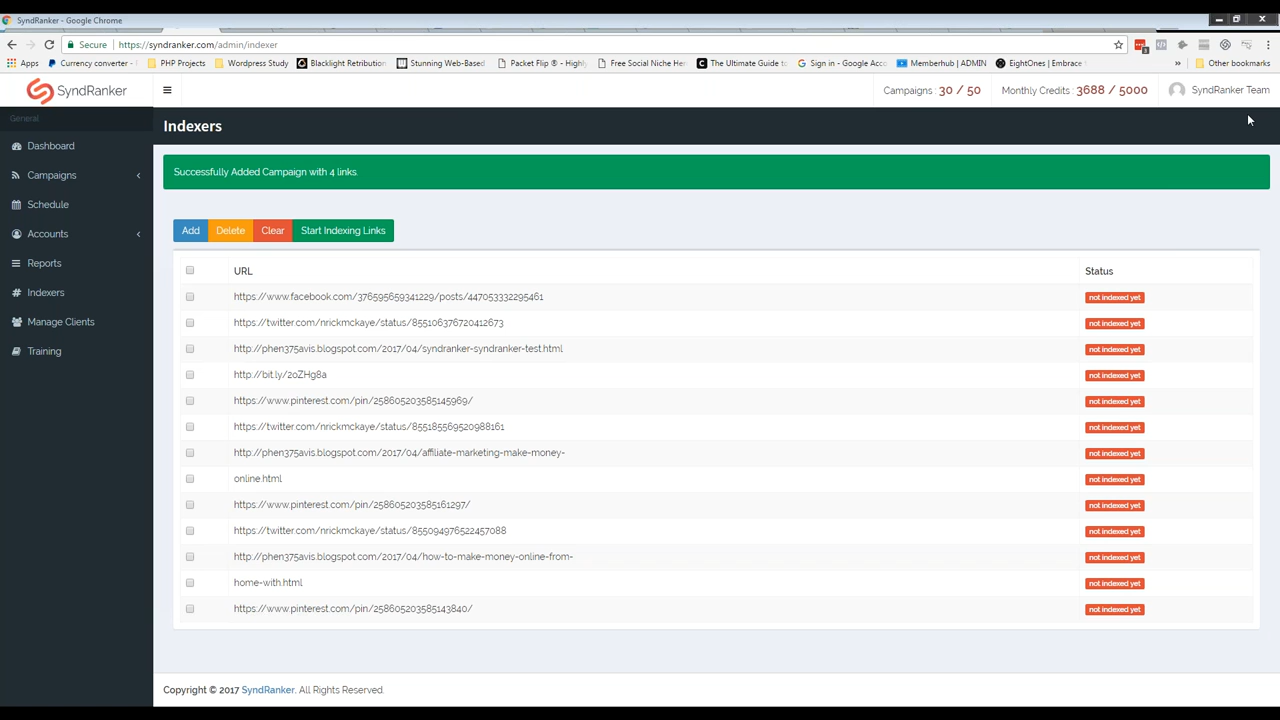 SyndRanker - Google Chrome
Secure https://syndranker.com/admin/indexer
Apps Currency converter - PHP Projects Wordpress Study Blacklight Retribution Stunning Web-Based Packet Flip ® - Highly Free Social Niche Her The Ultimate Guide to Sign in - Google Acco Memberhub | ADMIN EightOnes | Embrace t » Other bookmarks
SyndRanker Campaigns : 30 / 50 Monthly Credits : 3688 / 5000 SyndRanker Team
General
Indexers
Dashboard
Successfully Added Campaign with 4 links.
Campaigns
Schedule
Accounts
Add Delete Clear Start Indexing Links
Reports
URL Status
Indexers
https://www.facebook.com/376595659341229/posts/447053332295461 not indexed yet
Manage Clients
https://twitter.com/nrickmckaye/status/855106376720412673 not indexed yet
Training
http://phen375avis.blogspot.com/2017/04/syndranker-syndranker-test.html not indexed yet
http://bit.ly/2oZHg8a not indexed yet
https://www.pinterest.com/pin/258605203585145969/ not indexed yet
https://twitter.com/nrickmckaye/status/855185569520988161 not indexed yet
http://phen375avis.blogspot.com/2017/04/affiliate-marketing-make-money- not indexed yet
online.html not indexed yet
https://www.pinterest.com/pin/258605203585161297/ not indexed yet
https://twitter.com/nrickmckaye/status/855094976522457088 not indexed yet
http://phen375avis.blogspot.com/2017/04/how-to-make-money-online-from- not indexed yet
home-with.html not indexed yet
https://www.pinterest.com/pin/258605203585143840/ not indexed yet
Copyright © 2017 SyndRanker. All Rights Reserved.